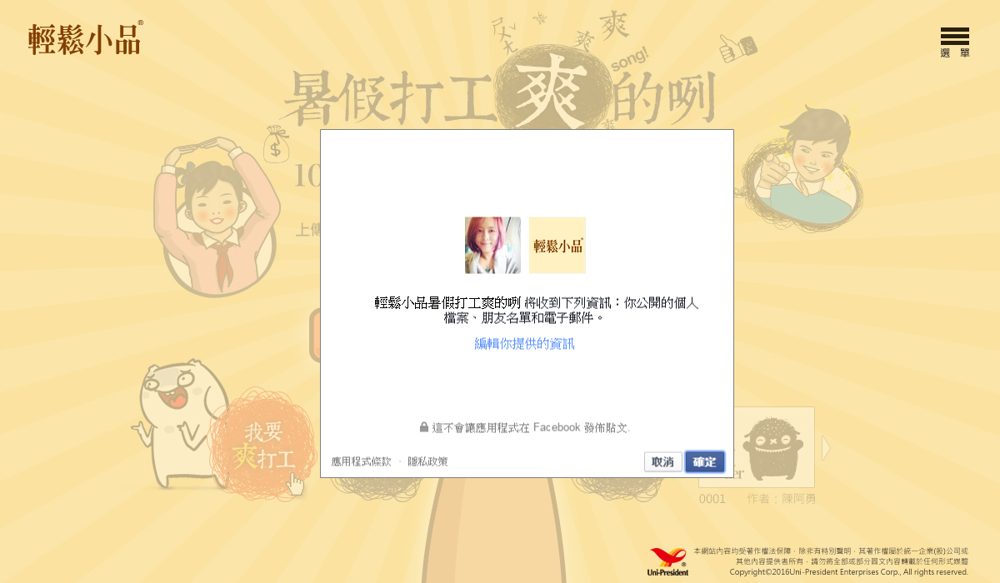 輕鬆小品®
選 單
ㄕㄨㄤ
爽
爽
song!
暑假打工爽的咧
爽
10
上傳
輕鬆小品®
輕鬆小品暑假打工爽的咧 將收到下列資訊：你公開的個人
檔案、朋友名單和電子郵件。
編輯你提供的資訊
這不會讓應用程式在 Facebook 發佈貼文.
應用程式條款 · 隱私政策
取消 確定
我要
爽打工
er
0001 作者：陳阿勇
Uni-President
本網站內容均受著作權法保障，除非有特別聲明，其著作權屬於統一企業(股)公司或
其他內容提供者所有，請勿將全部或部分圖文內容轉載於任何形式媒體
Copyright©2016Uni-President Enterprises Corp., All rights reserved.